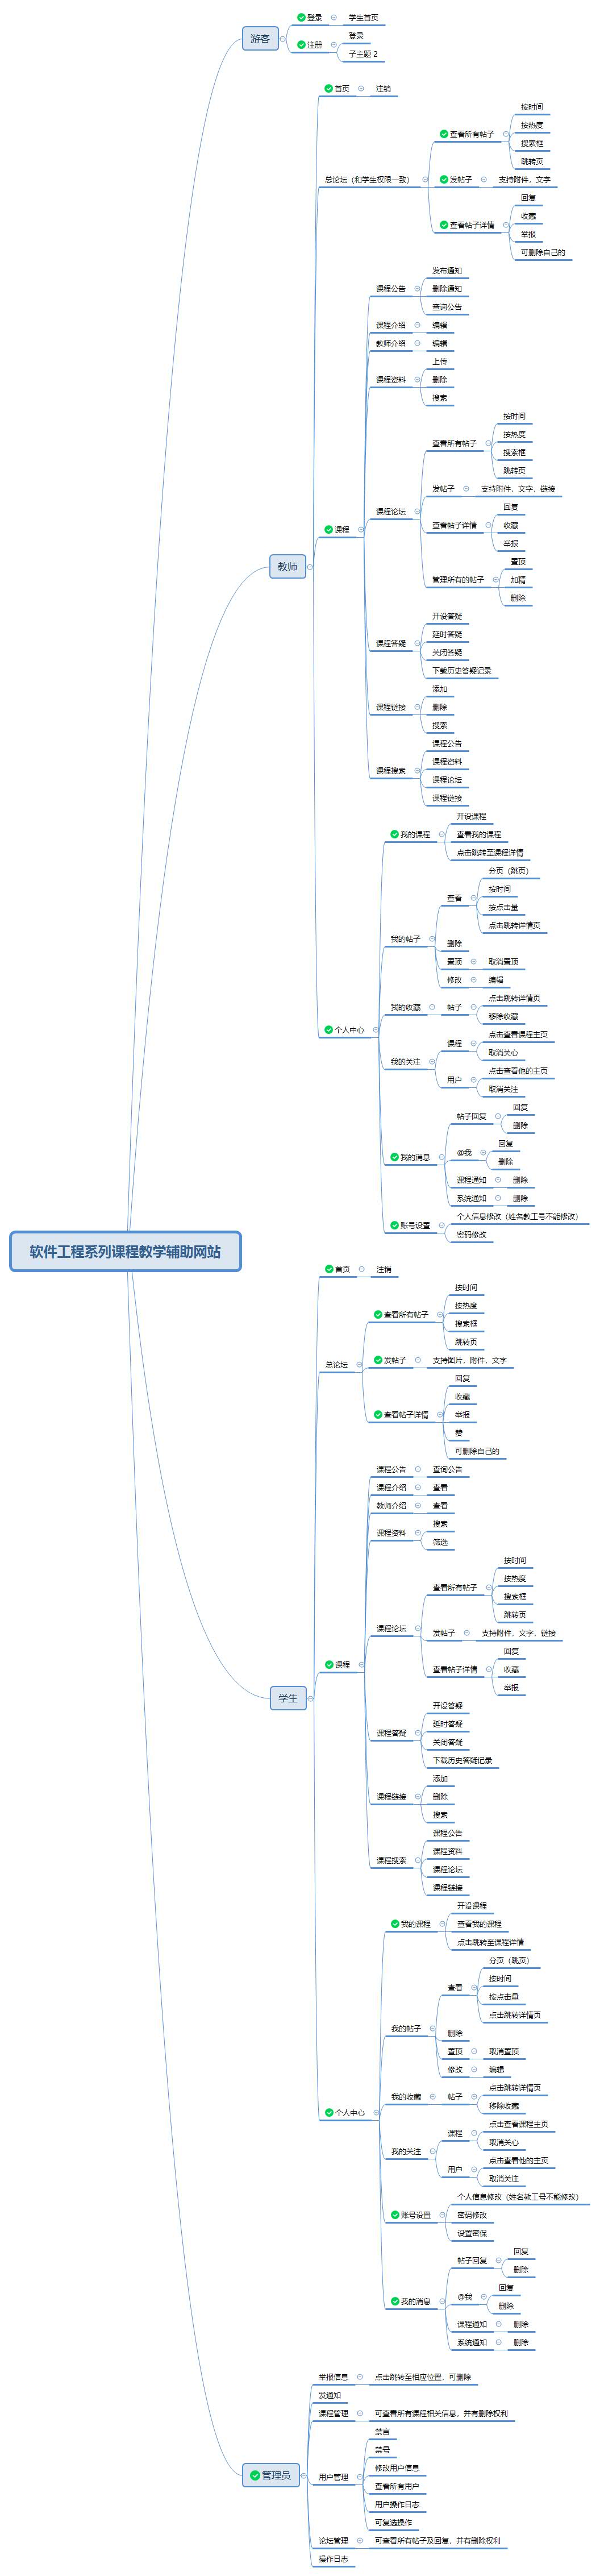 游客
登录
学生首页
注册
登录
子主题 2
教师
首页
注销
总论坛（和学生权限一致）
查看所有帖子
按时间
按热度
搜素框
跳转页
发帖子
支持附件，文字
查看帖子详情
回复
收藏
举报
可删除自己的
课程
课程公告
发布通知
删除通知
查询公告
课程介绍
编辑
教师介绍
编辑
课程资料
上传
删除
搜素
课程论坛
查看所有帖子
按时间
按热度
搜素框
跳转页
发帖子
支持附件，文字，链接
查看帖子详情
回复
收藏
举报
管理所有的帖子
置顶
加精
删除
课程答疑
开设答疑
延时答疑
关闭答疑
下载历史答疑记录
课程链接
添加
删除
搜素
课程搜素
课程公告
课程资料
课程论坛
课程链接
个人中心
我的课程
开设课程
查看我的课程
点击跳转至课程详情
我的帖子
查看
分页（跳页）
按时间
按点击量
点击跳转详情页
删除
置顶
取消置顶
修改
编辑
我的收藏
帖子
点击跳转详情页
移除收藏
我的关注
课程
点击查看课程主页
取消关心
用户
点击查看他的主页
取消关注
我的消息
帖子回复
回复
删除
@我
回复
删除
课程通知
删除
系统通知
删除
账号设置
个人信息修改（姓名教工号不能修改）
密码修改
软件工程系列课程教学辅助网站
学生
首页
注销
总论坛
查看所有帖子
按时间
按热度
搜素框
跳转页
发帖子
支持图片，附件，文字
查看帖子详情
回复
收藏
举报
赞
可删除自己的
课程
课程公告
查询公告
课程介绍
查看
教师介绍
查看
课程资料
搜素
筛选
课程论坛
查看所有帖子
按时间
按热度
搜素框
跳转页
发帖子
支持附件，文字，链接
查看帖子详情
回复
收藏
举报
课程答疑
开设答疑
延时答疑
关闭答疑
下载历史答疑记录
课程链接
添加
删除
搜素
课程搜素
课程公告
课程资料
课程论坛
课程链接
个人中心
我的课程
开设课程
查看我的课程
点击跳转至课程详情
我的帖子
查看
分页（跳页）
按时间
按点击量
点击跳转详情页
删除
置顶
取消置顶
修改
编辑
我的收藏
帖子
点击跳转详情页
移除收藏
我的关注
课程
点击查看课程主页
取消关心
用户
点击查看他的主页
取消关注
账号设置
个人信息修改（姓名教工号不能修改）
密码修改
设置密保
我的消息
帖子回复
回复
删除
@我
回复
删除
课程通知
删除
系统通知
删除
管理员
举报信息
点击跳转至相应位置，可删除
发通知
课程管理
可查看所有课程相关信息，并有删除权利
用户管理
禁言
禁号
修改用户信息
查看所有用户
用户操作日志
可复选操作
论坛管理
可查看所有帖子及回复，并有删除权利
操作日志